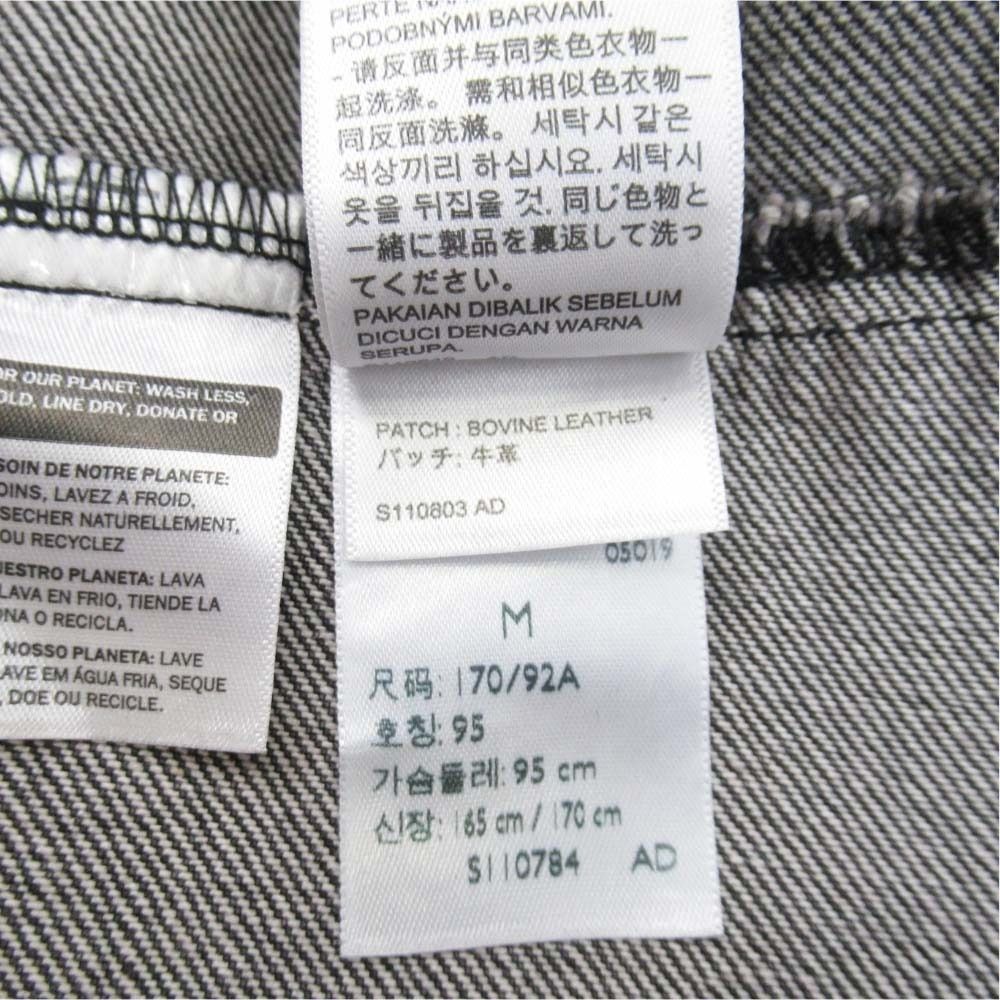 PERTE
PODOBNÝMI BARVAMI.
- 请反面并与同类色衣物一
起洗涤。 需和相似色衣物一
同反面洗滌。 세탁시 같은
색상끼리 하십시요. 세탁시
옷을 뒤집을 것. 同じ色物と
一緒に製品を裏返して洗っ
てください。
PAKAIAN DIBALIK SEBELUM
DICUCI DENGAN WARNA
SERUPA.
OR OUR PLANET: WASH LESS,
OLD, LINE DRY, DONATE OR
SOIN DE NOTRE PLANETE:
OINS, LAVEZ A FROID,
SECHER NATURELLEMENT,
OU RECYCLEZ
UESTRO PLANETA: LAVA
LAVA EN FRIO, TIENDE LA
ONA O RECICLA.
NOSSO PLANETA: LAVE
AVE EM ÁGUA FRIA, SEQUE
, DOE OU RECICLE.
PATCH : BOVINE LEATHER
パッチ: 牛革
S110803 AD
05019
M
尺码: 170/92A
호칭: 95
가슴둘레: 95 cm
신장: 165 cm / 170 cm
S110784 AD